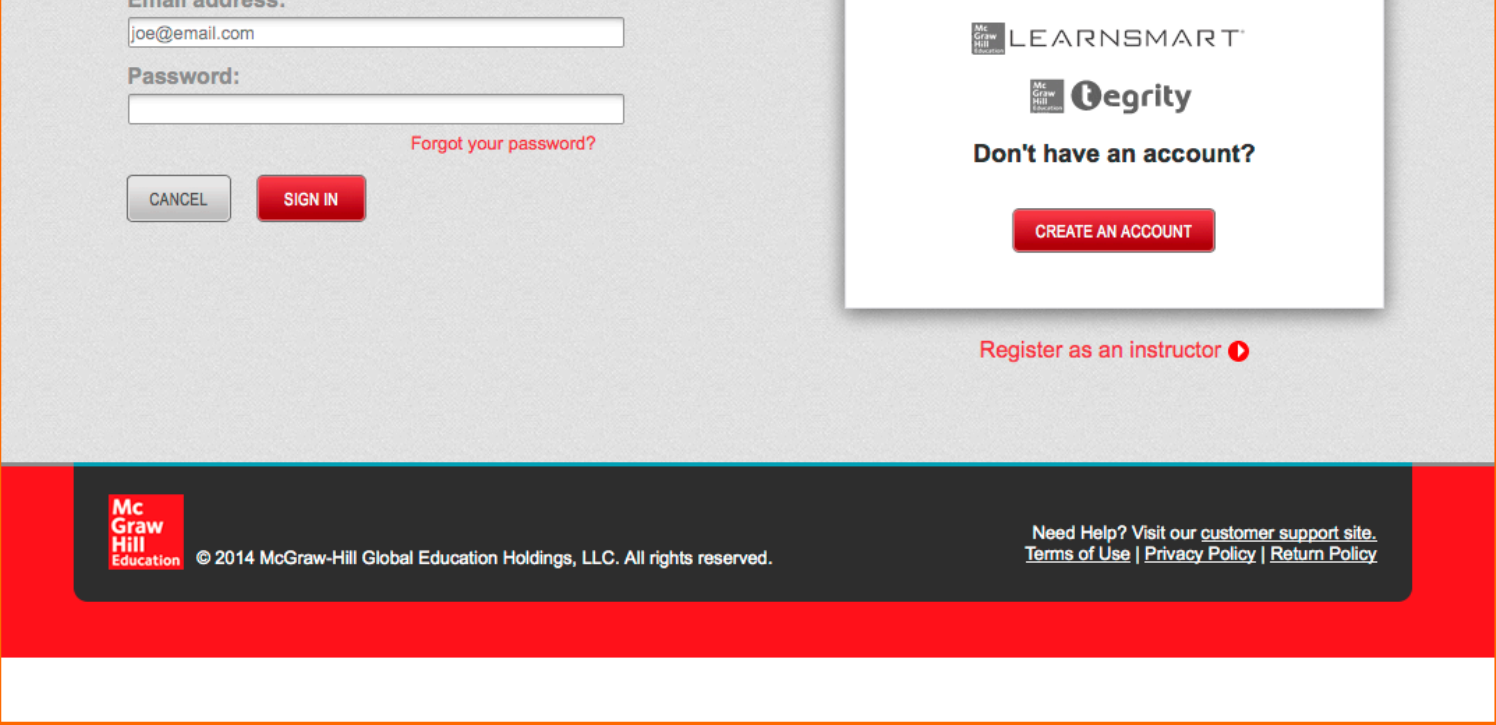 Email address:
joe@email.com
Password:
Forgot your password?
CANCEL
SIGN IN
Mc
Graw
Hill
Education
LEARNSMART
Mc
Graw
Hill
Education
tegrity
Don't have an account?
CREATE AN ACCOUNT
Register as an instructor
Mc
Graw
Hill
Education
© 2014 McGraw-Hill Global Education Holdings, LLC. All rights reserved.
Need Help? Visit our customer support site.
Terms of Use | Privacy Policy | Return Policy